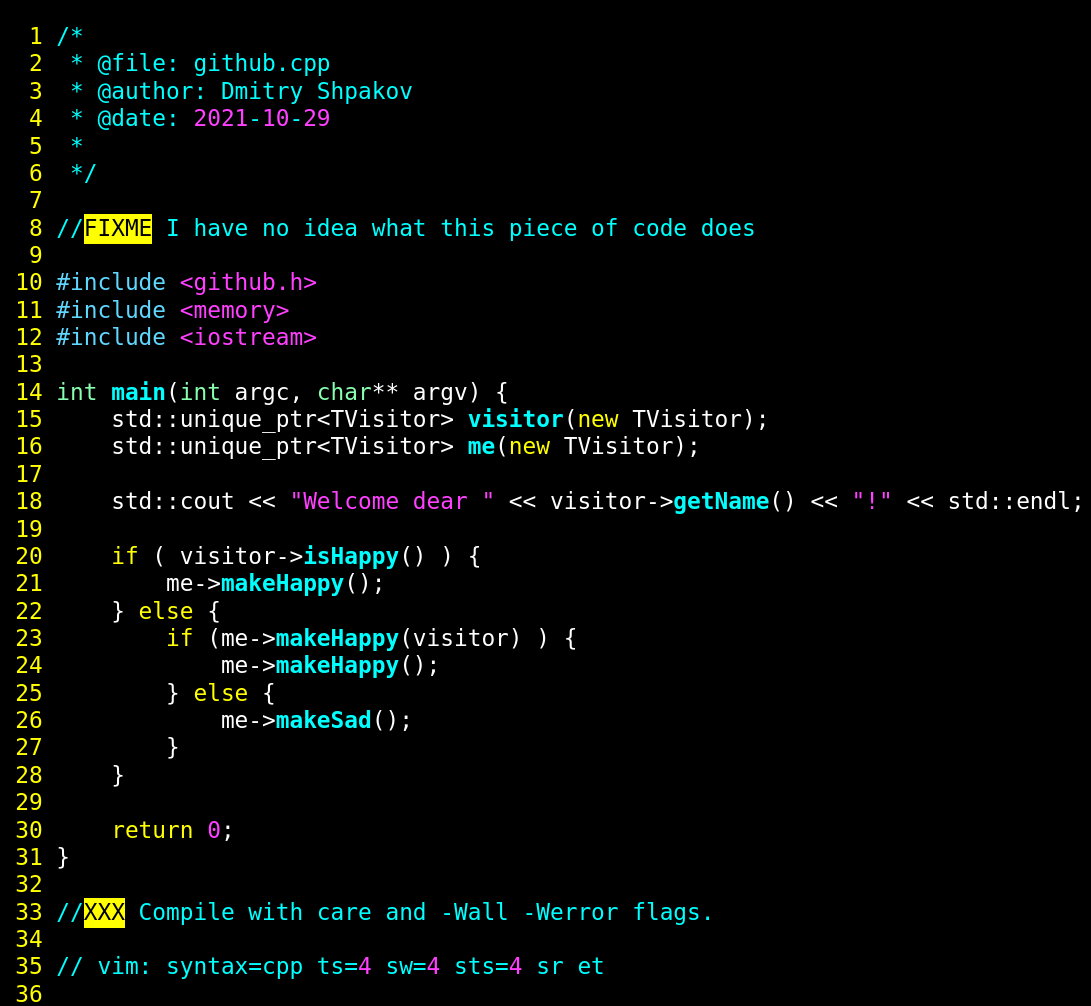 1 /*
2  * @file: github.cpp
3  * @author: Dmitry Shpakov
4  * @date: 2021-10-29
5  *
6  */
7
8 //FIXME I have no idea what this piece of code does
9
10 #include <github.h>
11 #include <memory>
12 #include <iostream>
13
14 int main(int argc, char** argv) {
15     std::unique_ptr<TVisitor> visitor(new TVisitor);
16     std::unique_ptr<TVisitor> me(new TVisitor);
17
18     std::cout << "Welcome dear " << visitor->getName() << "!" << std::endl;
19
20     if ( visitor->isHappy() ) {
21         me->makeHappy();
22     } else {
23         if (me->makeHappy(visitor) ) {
24             me->makeHappy();
25         } else {
26             me->makeSad();
27         }
28     }
29
30     return 0;
31 }
32
33 //XXX Compile with care and -Wall -Werror flags.
34
35 // vim: syntax=cpp ts=4 sw=4 sts=4 sr et
36